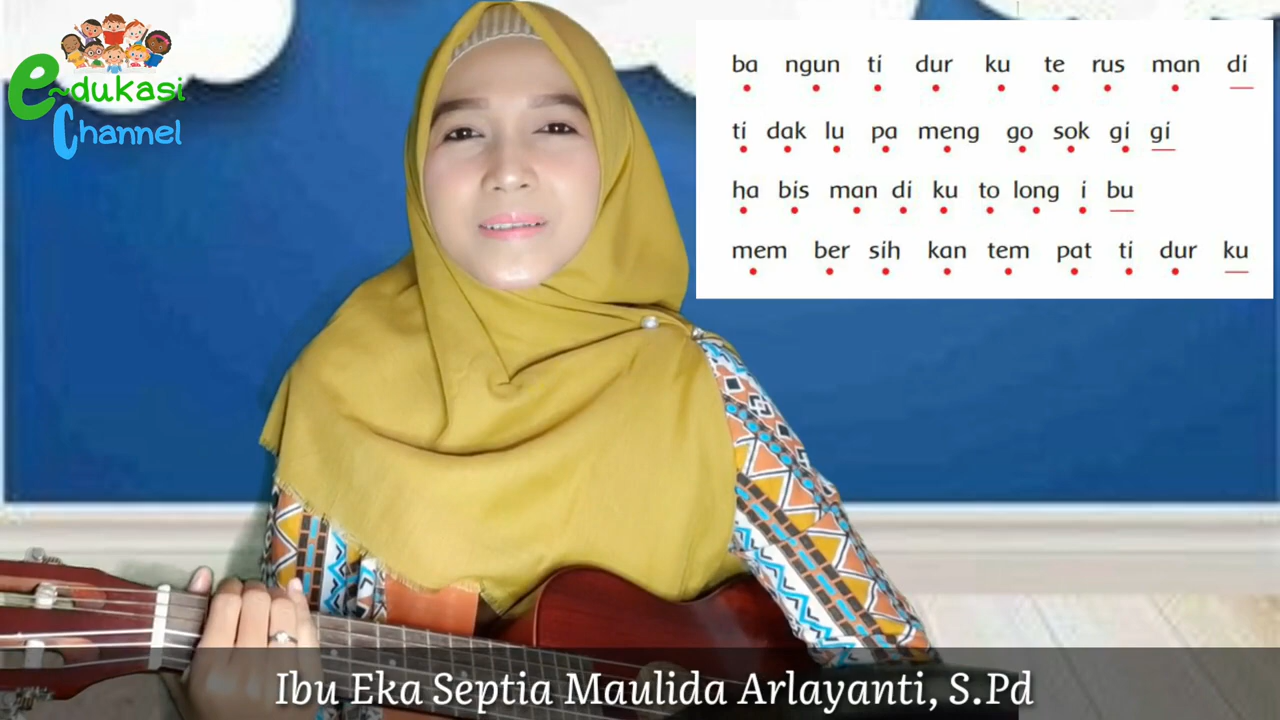 e~dukasi
Channel
ba ngun ti dur ku te rus man di
ti dak lu pa meng go sok gi gi
ha bis man di ku to long i bu
mem ber sih kan tem pat ti dur ku
Ibu Eka Septia Maulida Arlayanti, S.Pd